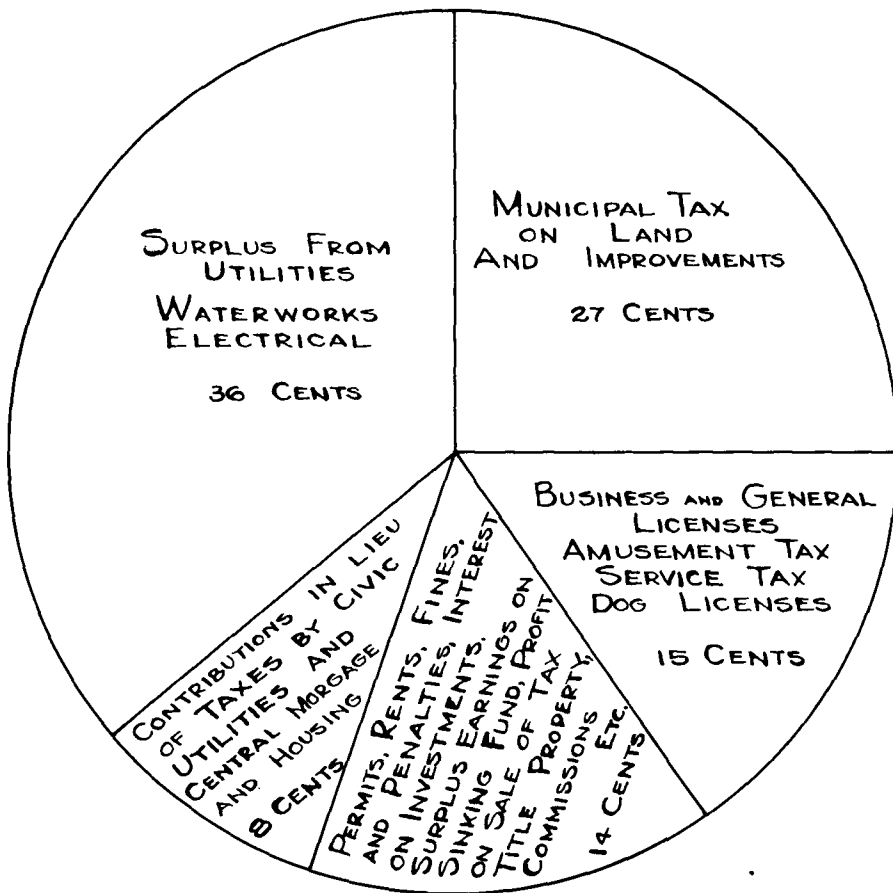 SURPLUS FROM
UTILITIES
WATERWORKS
ELECTRICAL
36 CENTS
MUNICIPAL TAX
ON LAND
AND IMPROVEMENTS
27 CENTS
BUSINESS AND GENERAL
LICENSES
AMUSEMENT TAX
SERVICE TAX
DOG LICENSES
15 CENTS
PERMITS, RENTS, FINES,
AND PENALTIES, INTEREST
ON INVESTMENTS,
SURPLUS EARNINGS ON
SINKING FUND, PROFIT
ON SALE OF TAX
TITLE PROPERTY,
COMMISSIONS ETC.
14 CENTS
CONTRIBUTIONS IN LIEU
OF TAXES BY CIVIC
UTILITIES AND
CENTRAL MORGAGE
AND HOUSING
8 CENTS